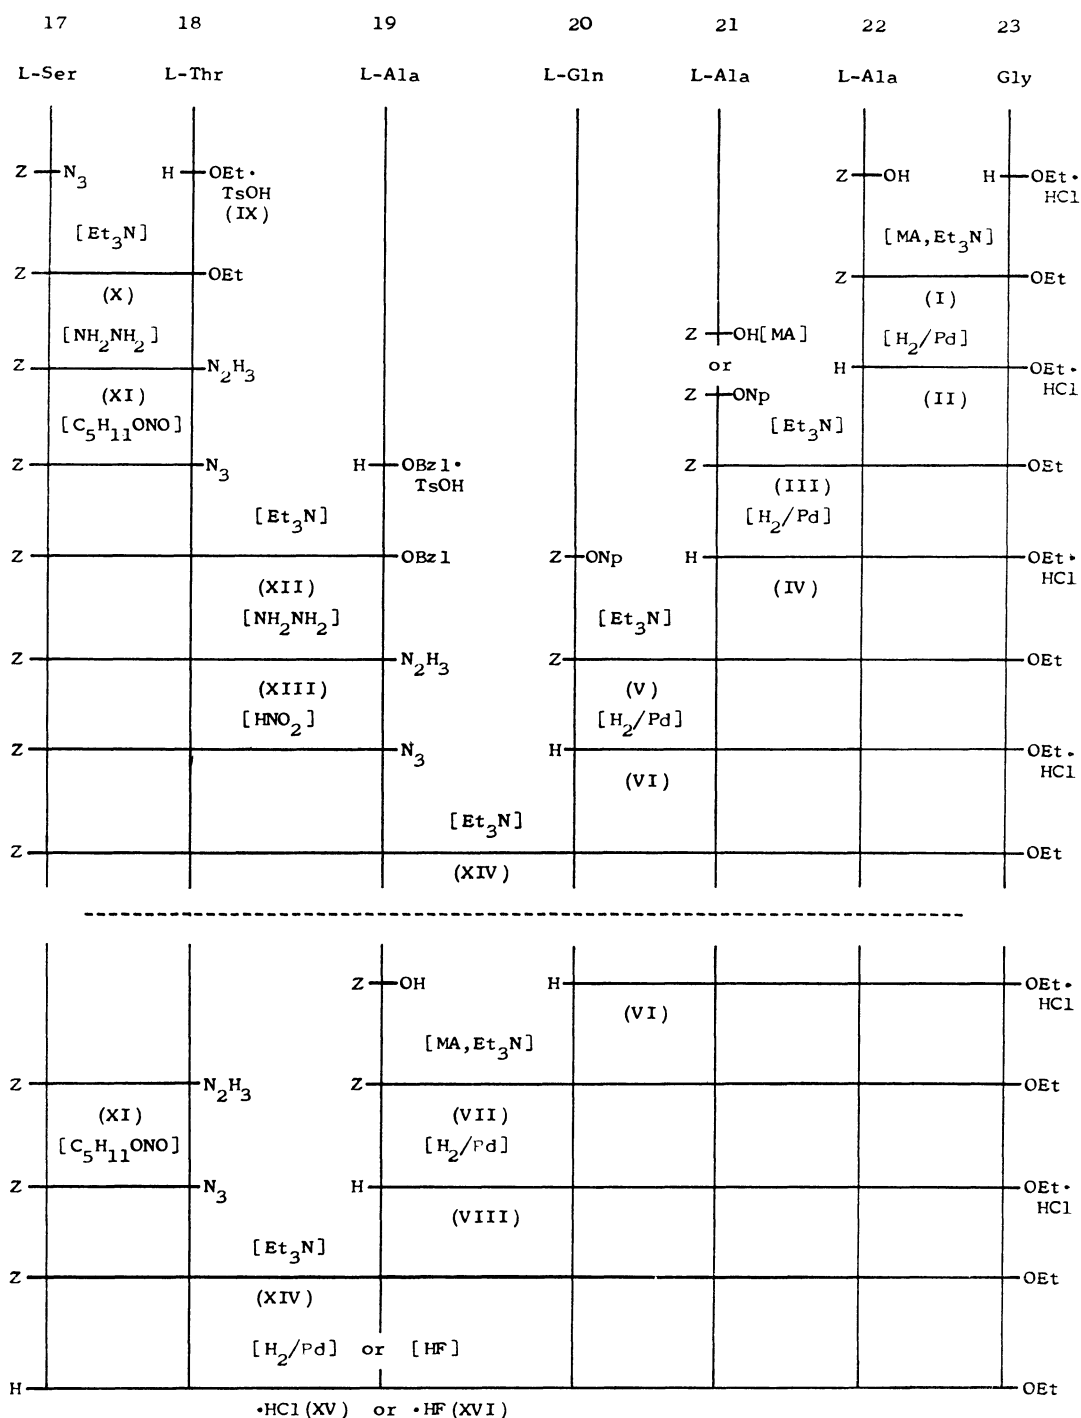 17 18 19 20 21 22 23
L-Ser L-Thr L-Ala L-Gln L-Ala L-Ala Gly
Z N3 H OEt· Z OH H OEt·
TsOH HCl
(IX)
[Et3N] [MA,Et3N]
Z OEt Z OEt
(X) (I)
[NH2NH2] Z OH[MA] [H2/Pd]
Z N2H3 or H OEt·
HCl
(XI) Z ONp (II)
[C5H11ONO] [Et3N]
Z N3 H OBzl· Z OEt
TsOH (III)
[Et3N] [H2/Pd]
Z OBzl Z ONp H OEt·
HCl
(XII) (IV)
[NH2NH2] [Et3N]
Z N2H3 Z OEt
(XIII) (V)
[HNO2] [H2/Pd]
Z N3 H OEt·
HCl
(VI)
[Et3N]
Z OEt
(XIV)
Z OH H OEt·
HCl
(VI)
[MA,Et3N]
Z N2H3 Z OEt
(XI) (VII)
[C5H11ONO] [H2/Pd]
Z N3 H OEt·
HCl
(VIII)
[Et3N]
Z OEt
(XIV)
[H2/Pd] or [HF]
H OEt
·HCl(XV) or ·HF(XVI)